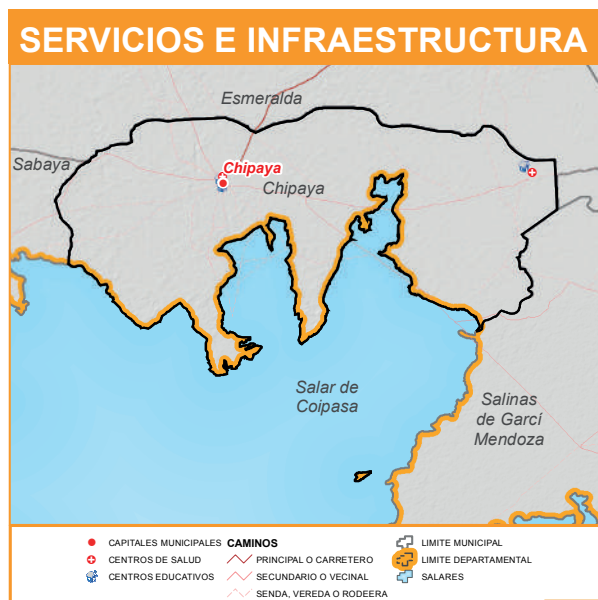 SERVICIOS E INFRAESTRUCTURA
Esmeralda
Sabaya
Chipaya
Chipaya
Salar de
Coipasa
Salinas
de Garcí
Mendoza
CAPITALES MUNICIPALES
CENTROS DE SALUD
CENTROS EDUCATIVOS
CAMINOS
PRINCIPAL O CARRETERO
SECUNDARIO O VECINAL
SENDA, VEREDA O RODEERA
LIMITE MUNICIPAL
LIMITE DEPARTAMENTAL
SALARES